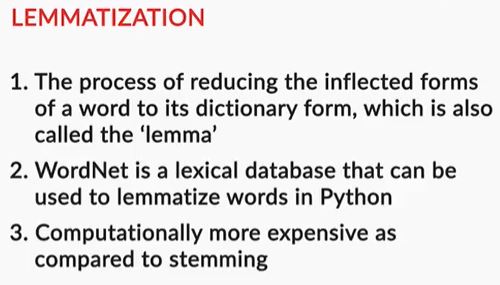 LEMMATIZATION
1. The process of reducing the inflected forms
of a word to its dictionary form, which is also
called the ‘lemma’
2. WordNet is a lexical database that can be
used to lemmatize words in Python
3. Computationally more expensive as
compared to stemming